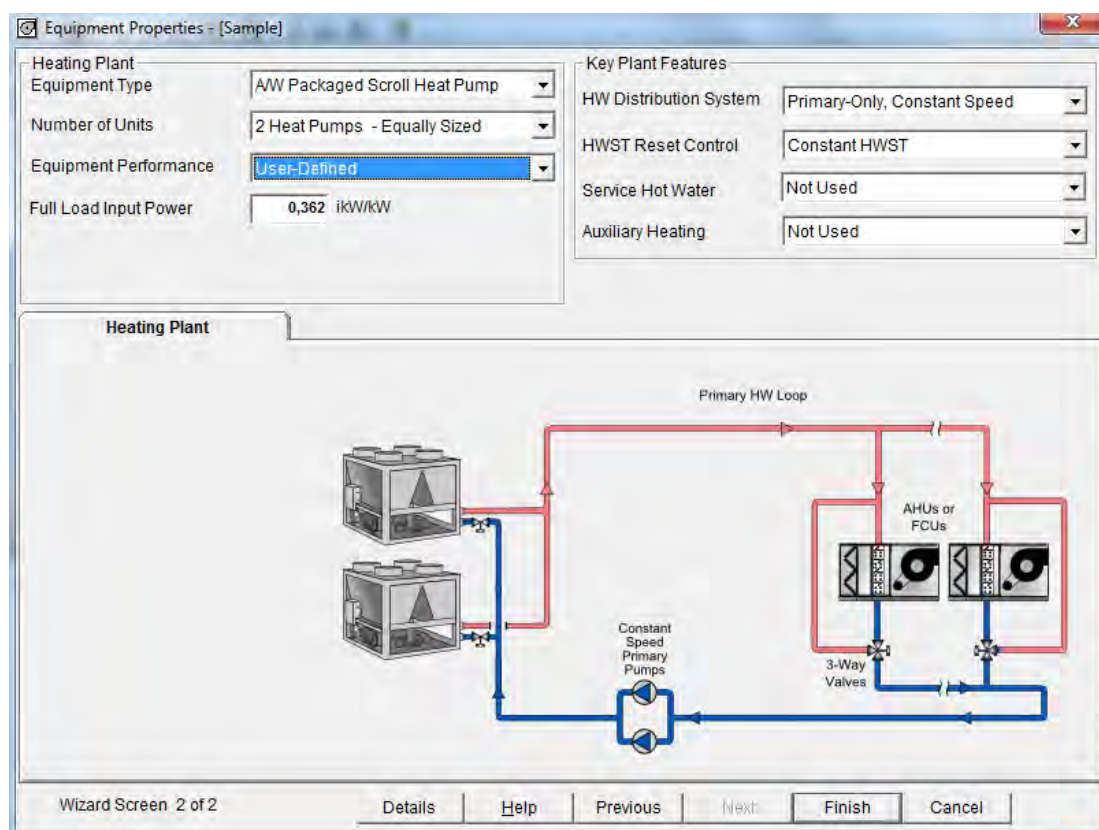 Equipment Properties - [Sample]
Heating Plant
Equipment Type
A/W Packaged Scroll Heat Pump
Number of Units
2 Heat Pumps - Equally Sized
Equipment Performance
User-Defined
Full Load Input Power
0,362 ikW/kW
Key Plant Features
HW Distribution System
Primary-Only, Constant Speed
HWST Reset Control
Constant HWST
Service Hot Water
Not Used
Auxiliary Heating
Not Used
Heating Plant
Primary HW Loop
AHUs or
FCUs
Constant
Speed
Primary
Pumps
3-Way
Valves
Wizard Screen 2 of 2
Details
Help
Previous
Next
Finish
Cancel